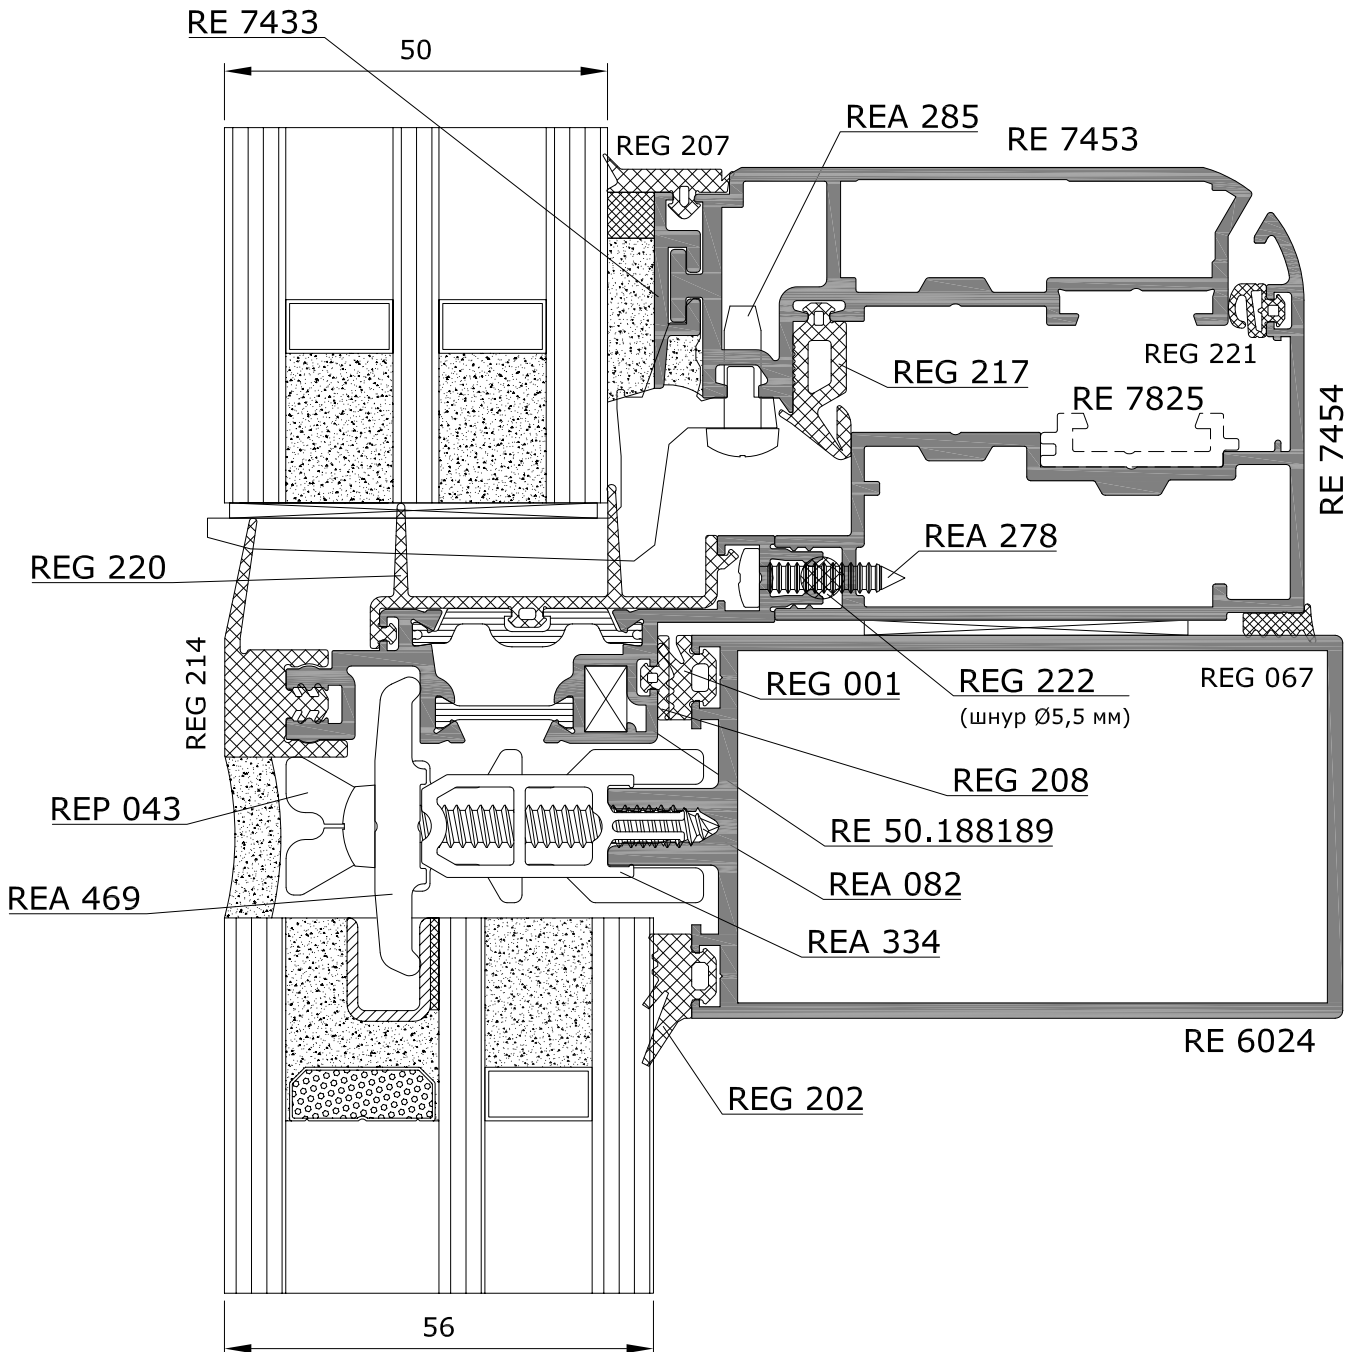 RE 7433
50
REA 285
RE 7453
REG 207
REG 221
REG 217
RE 7825
RE 7454
REA 278
REG 220
REG 214
REG 001
REG 222
(шнур Ø5,5 мм)
REG 067
REG 208
REP 043
RE 50.188189
REA 082
REA 469
REA 334
RE 6024
REG 202
56